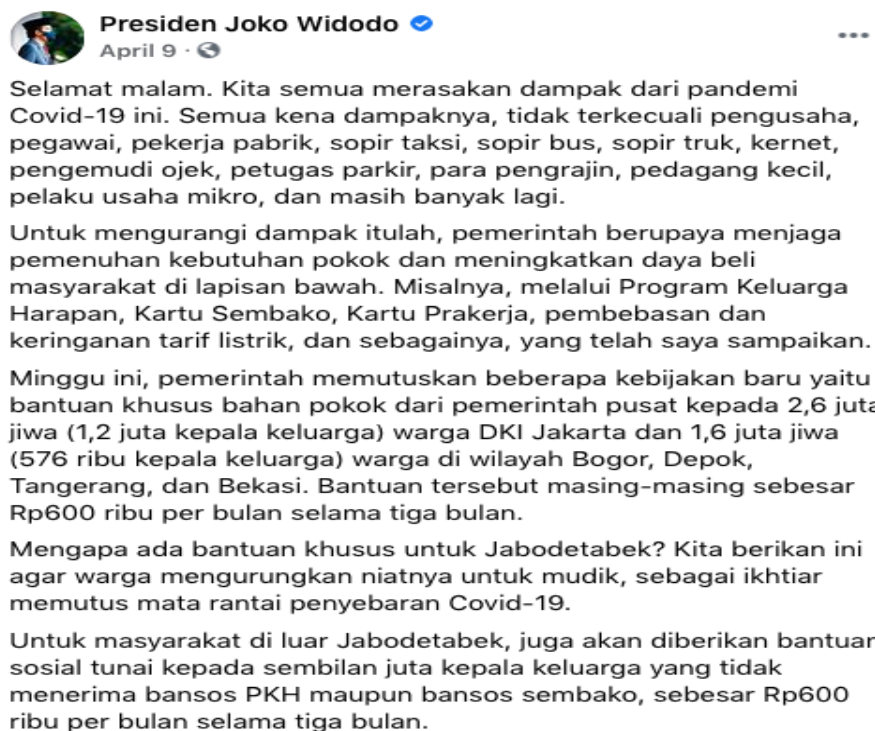 Presiden Joko Widodo
April 9 ·
Selamat malam. Kita semua merasakan dampak dari pandemi
Covid-19 ini. Semua kena dampaknya, tidak terkecuali pengusaha,
pegawai, pekerja pabrik, sopir taksi, sopir bus, sopir truk, kernet,
pengemudi ojek, petugas parkir, para pengrajin, pedagang kecil,
pelaku usaha mikro, dan masih banyak lagi.
Untuk mengurangi dampak itulah, pemerintah berupaya menjaga
pemenuhan kebutuhan pokok dan meningkatkan daya beli
masyarakat di lapisan bawah. Misalnya, melalui Program Keluarga
Harapan, Kartu Sembako, Kartu Prakerja, pembebasan dan
keringanan tarif listrik, dan sebagainya, yang telah saya sampaikan.
Minggu ini, pemerintah memutuskan beberapa kebijakan baru yaitu
bantuan khusus bahan pokok dari pemerintah pusat kepada 2,6 juta
jiwa (1,2 juta kepala keluarga) warga DKI Jakarta dan 1,6 juta jiwa
(576 ribu kepala keluarga) warga di wilayah Bogor, Depok,
Tangerang, dan Bekasi. Bantuan tersebut masing-masing sebesar
Rp600 ribu per bulan selama tiga bulan.
Mengapa ada bantuan khusus untuk Jabodetabek? Kita berikan ini
agar warga mengurungkan niatnya untuk mudik, sebagai ikhtiar
memutus mata rantai penyebaran Covid-19.
Untuk masyarakat di luar Jabodetabek, juga akan diberikan bantuan
sosial tunai kepada sembilan juta kepala keluarga yang tidak
menerima bansos PKH maupun bansos sembako, sebesar Rp600
ribu per bulan selama tiga bulan.